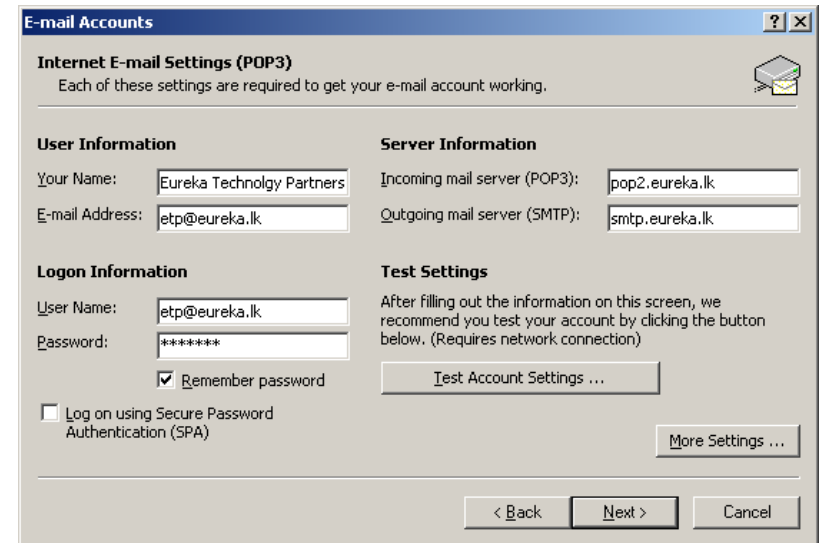 E-mail Accounts
Internet E-mail Settings (POP3)
Each of these settings are required to get your e-mail account working.
User Information
Your Name: Eureka Technolgy Partners
E-mail Address: etp@eureka.lk
Server Information
Incoming mail server (POP3): pop2.eureka.lk
Outgoing mail server (SMTP): smtp.eureka.lk
Logon Information
User Name: etp@eureka.lk
Password: *******
Remember password
Log on using Secure Password
Authentication (SPA)
Test Settings
After filling out the information on this screen, we
recommend you test your account by clicking the button
below. (Requires network connection)
Test Account Settings ...
More Settings ...
< Back
Next >
Cancel